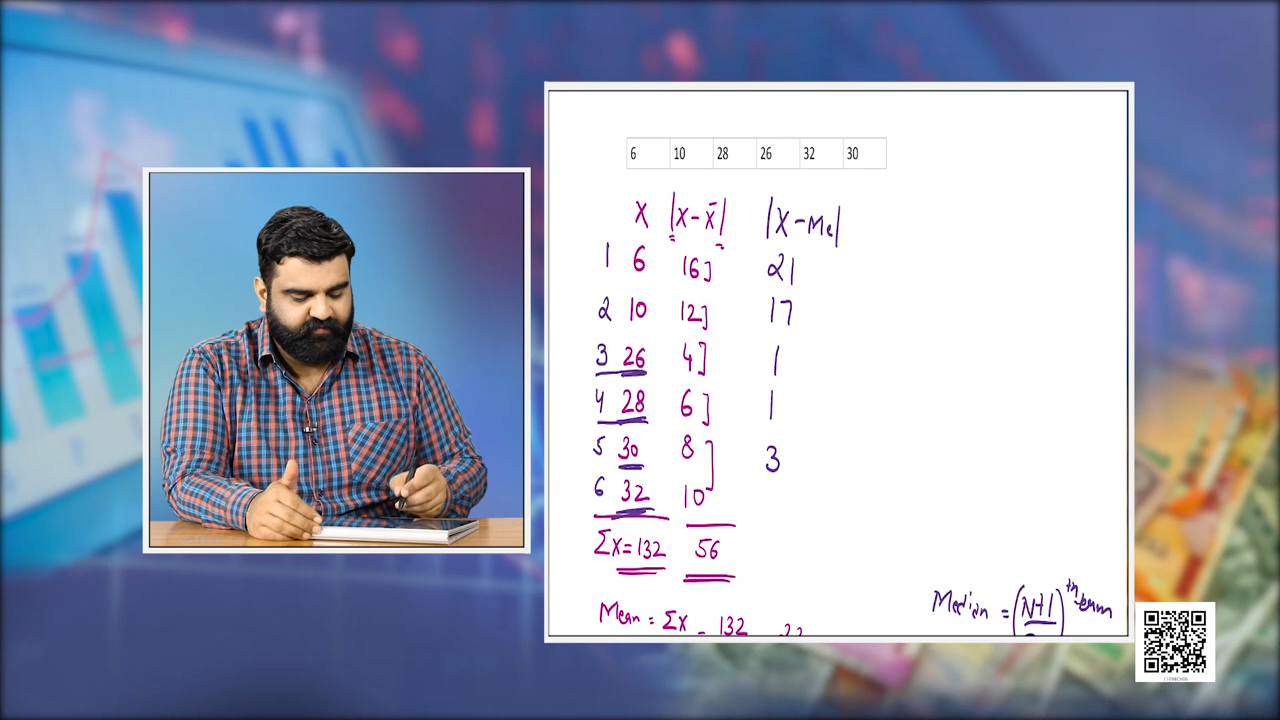 6 10 28 26 32 30
X |X-X̄| |X-Me|
1 6 16] 21
2 10 12] 17
3 26 4] 1
4 28 6] 1
5 30 8 3
6 32 10
ΣX=132 56
Mean = ΣX = 132 = 22
Median = (N+1)th term